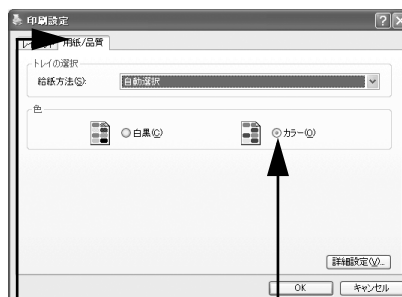 印刷設定
用紙/品質
トレイの選択
給紙方法(S):
自動選択
色
白黒(C)
カラー(O)
詳細設定(V)...
OK
キャンセル